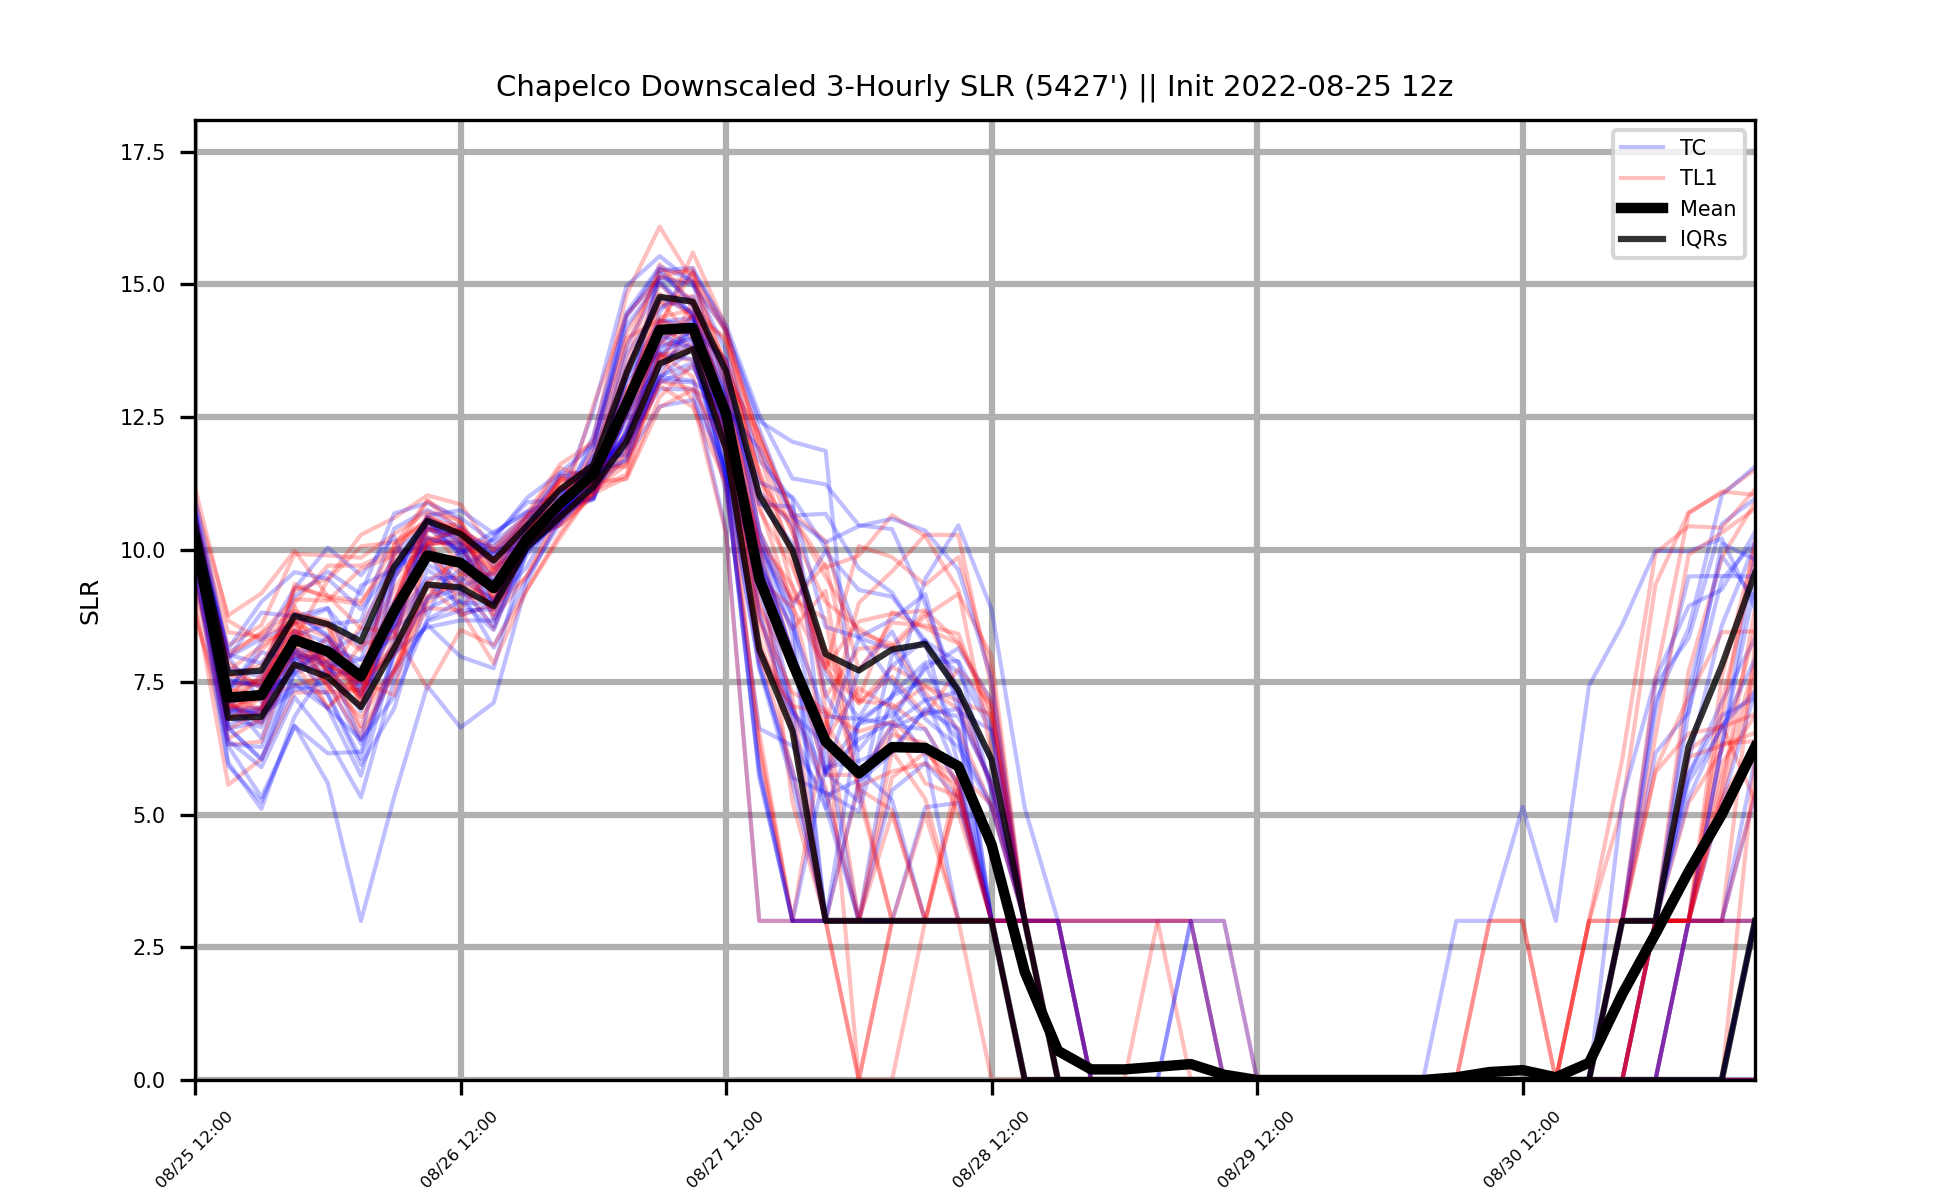 Chapelco Downscaled 3-Hourly SLR (5427') || Init 2022-08-25 12z
TC
TL1
Mean
IQRs
SLR
17.5
15.0
12.5
10.0
7.5
5.0
2.5
0.0
08/25 12:00
08/26 12:00
08/27 12:00
08/28 12:00
08/29 12:00
08/30 12:00